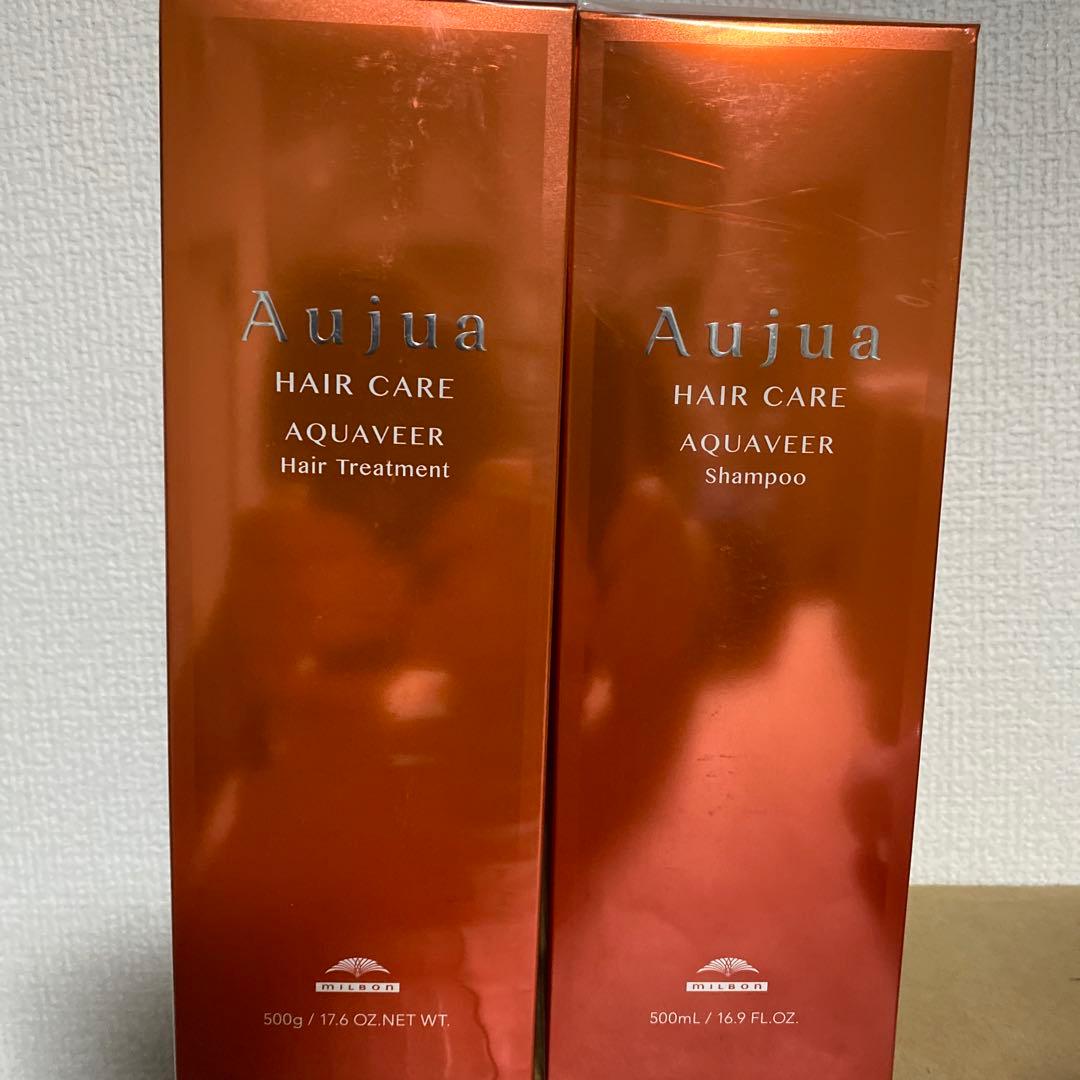 Aujua
HAIR CARE
AQUAVEER
Hair Treatment
MILBON
500g / 17.6 OZ.NET WT.
Aujua
HAIR CARE
AQUAVEER
Shampoo
MILBON
500mL / 16.9 FL.OZ.